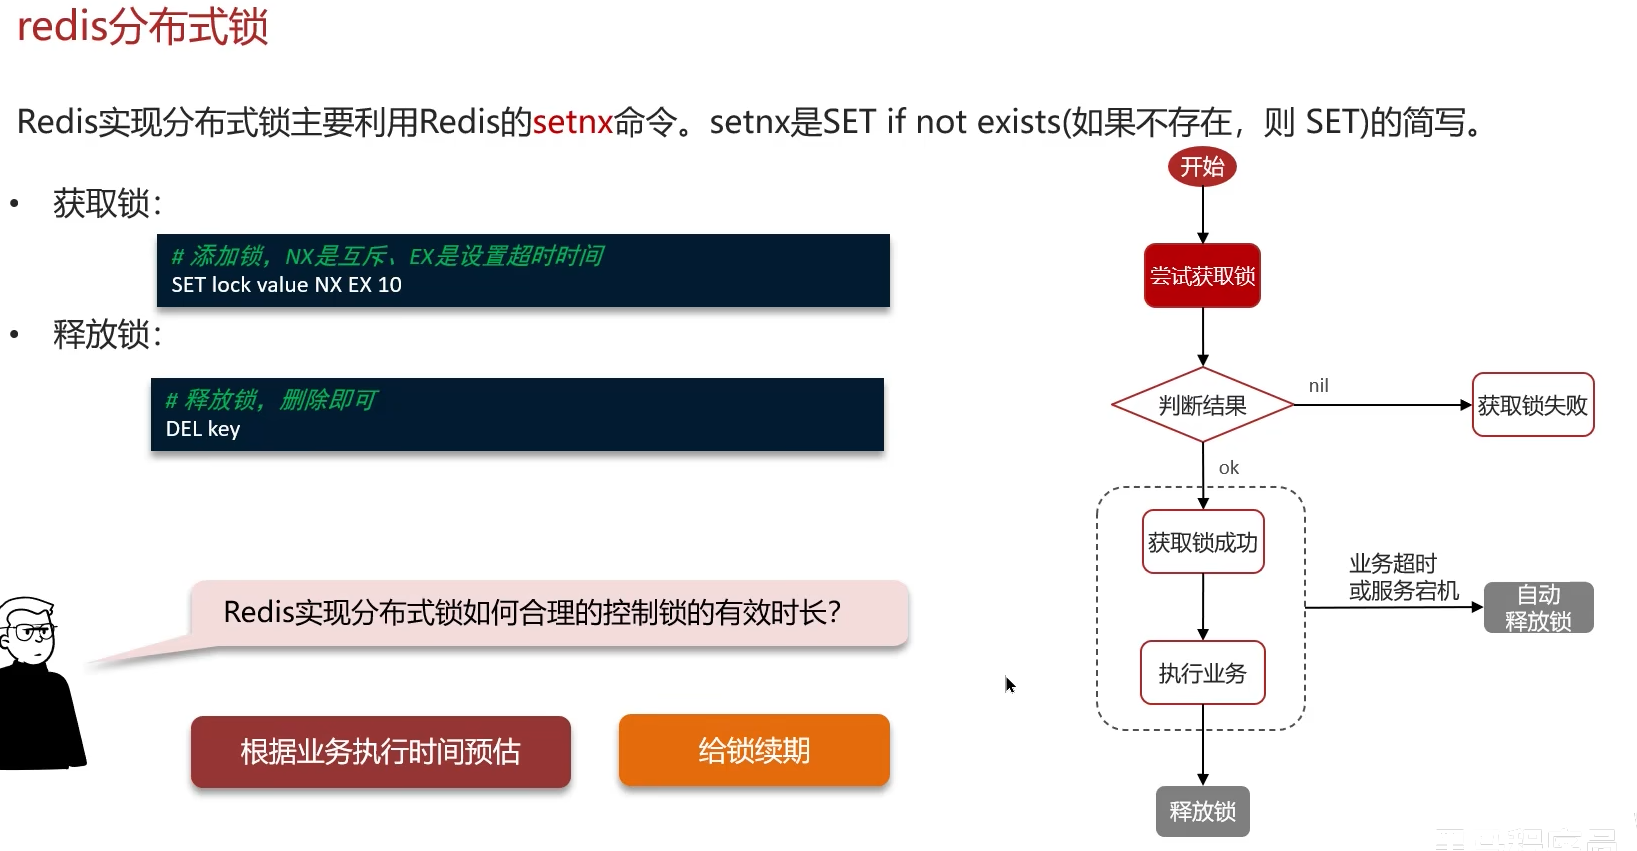 redis分布式锁
Redis实现分布式锁主要利用Redis的setnx命令。setnx是SET if not exists(如果不存在，则 SET)的简写。
• 获取锁：
# 添加锁，NX是互斥、EX是设置超时时间
SET lock value NX EX 10
• 释放锁：
# 释放锁，删除即可
DEL key
Redis实现分布式锁如何合理的控制锁的有效时长？
根据业务执行时间预估
给锁续期
开始
尝试获取锁
判断结果
nil
获取锁失败
ok
获取锁成功
执行业务
业务超时
或服务宕机
自动
释放锁
释放锁